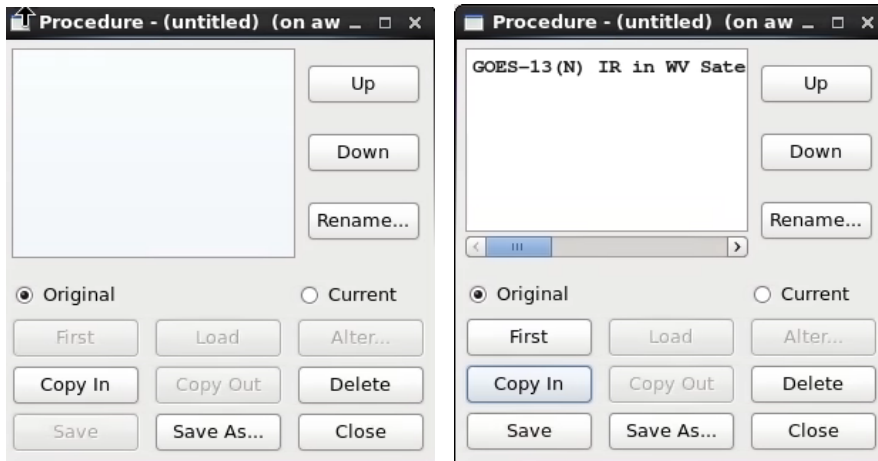 Procedure - (untitled) (on aw
Up
Down
Rename...
Original Current
First Load Alter...
Copy In Copy Out Delete
Save Save As... Close
Procedure - (untitled) (on aw
GOES-13(N) IR in WV Sate
Up
Down
Rename...
Original Current
First Load Alter...
Copy In Copy Out Delete
Save Save As... Close